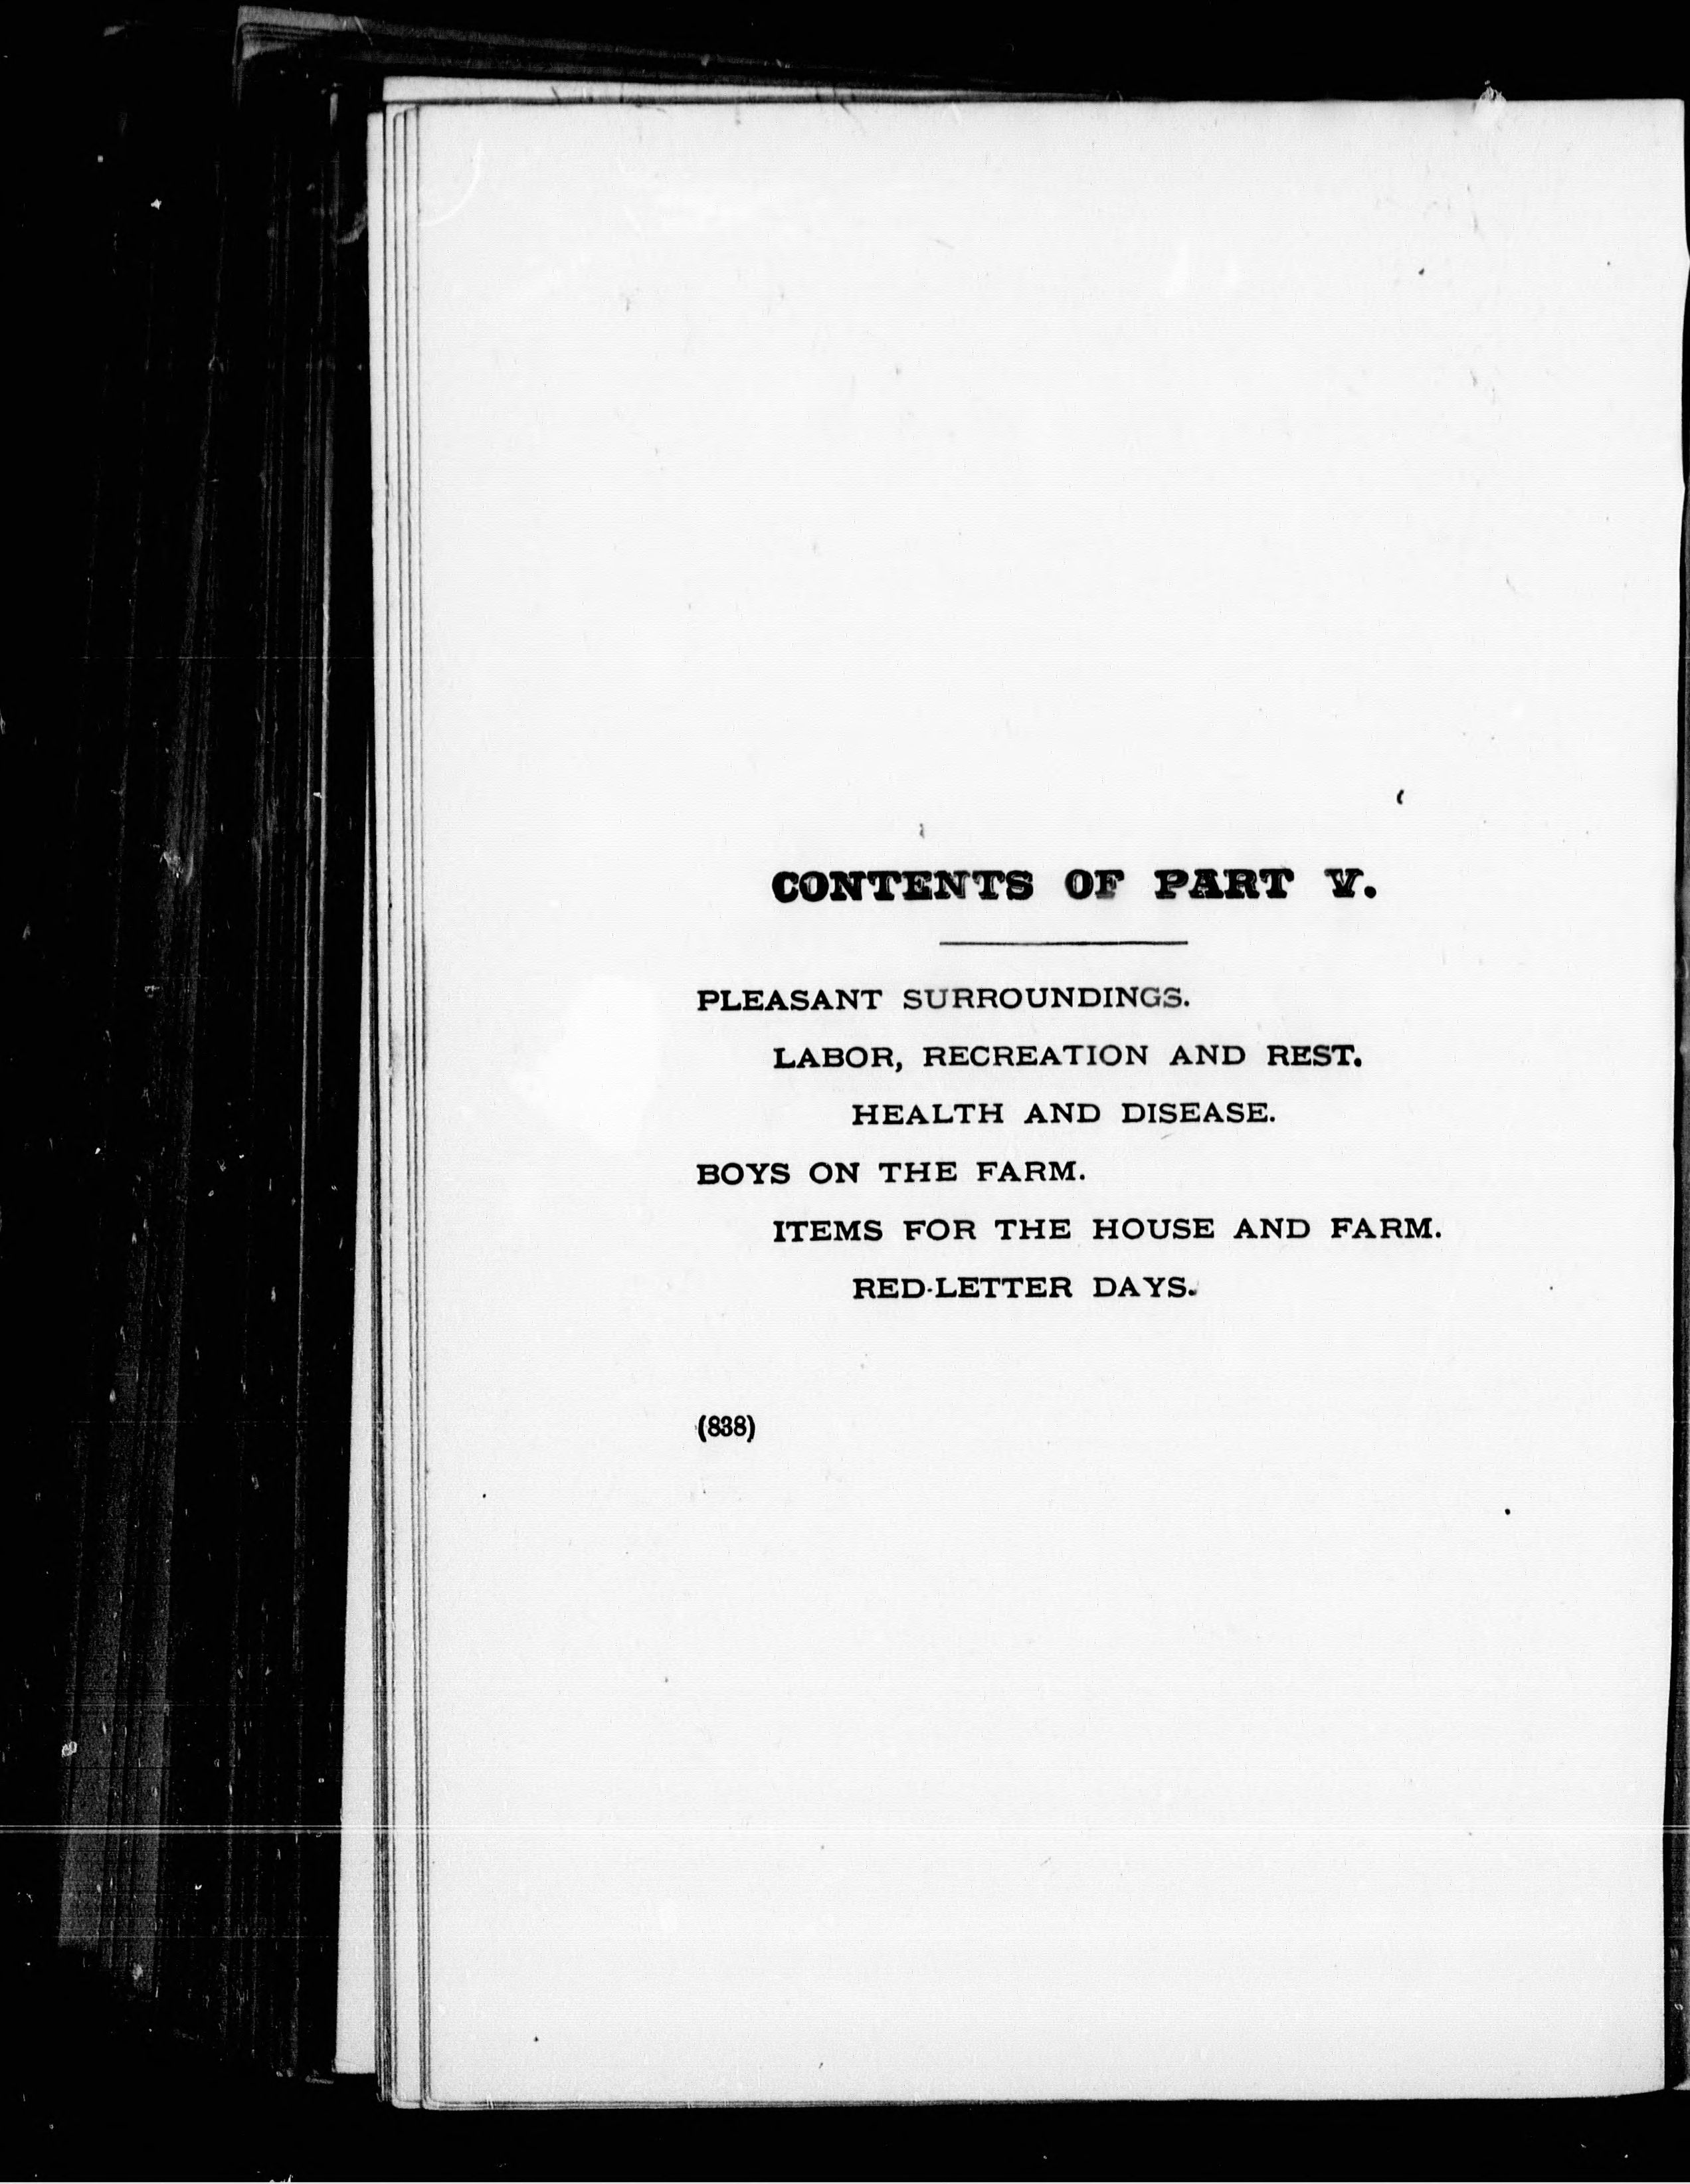 CONTENTS OF PART V.
PLEASANT SURROUNDINGS.
LABOR, RECREATION AND REST.
HEALTH AND DISEASE.
BOYS ON THE FARM.
ITEMS FOR THE HOUSE AND FARM.
RED-LETTER DAYS.
(838)